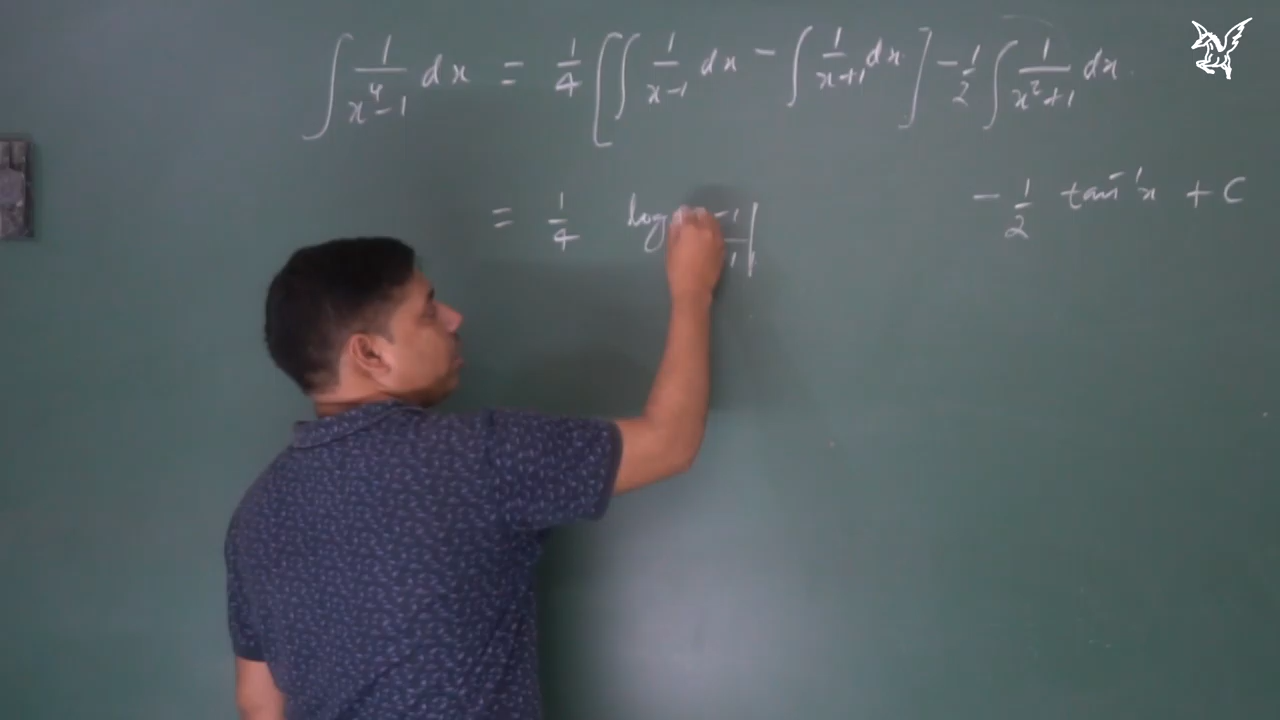 ∫ 1/(x⁴-1) dx = 1/4 [ ∫ 1/(x-1) dx - ∫ 1/(x+1) dx ] - 1/2 ∫ 1/(x²+1) dx
= 1/4 log -1/1| - 1/2 tan⁻¹x + C